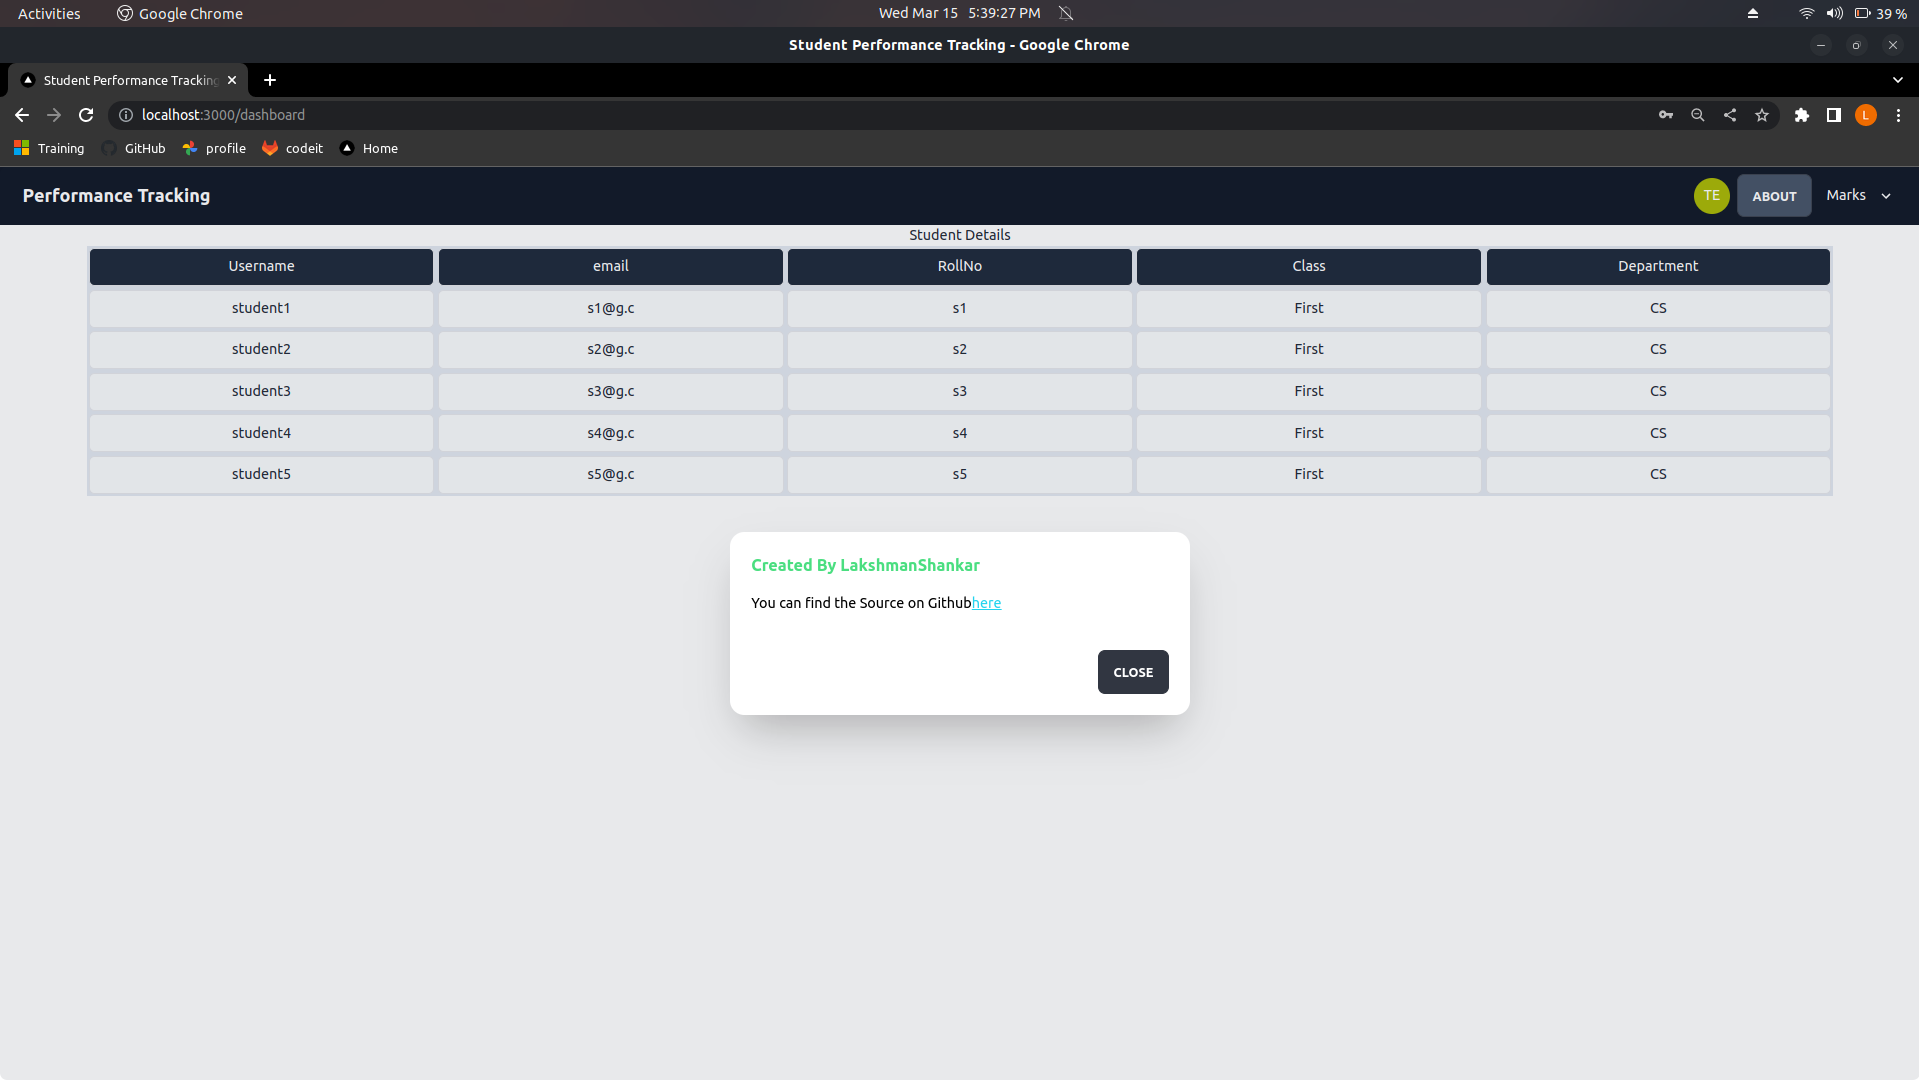 Activities Google Chrome Wed Mar 15 5:39:27 PM 39 %
Student Performance Tracking - Google Chrome
Student Performance Tracking
localhost:3000/dashboard L
Training GitHub profile codeit Home
Performance Tracking TE ABOUT Marks
Student Details
Username email RollNo Class Department
student1 s1@g.c s1 First CS
student2 s2@g.c s2 First CS
student3 s3@g.c s3 First CS
student4 s4@g.c s4 First CS
student5 s5@g.c s5 First CS
Created By LakshmanShankar
You can find the Source on Githubhere
CLOSE